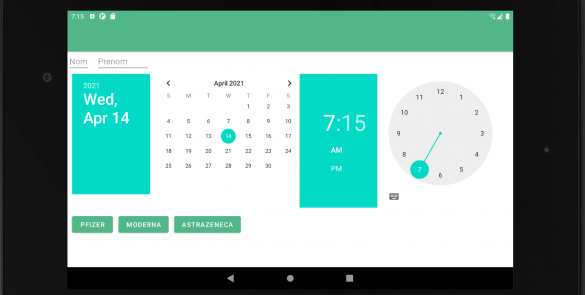 7:15
Nom Prenom
2021
Wed,
Apr 14
April 2021
S M T W T F S
1 2 3
4 5 6 7 8 9 10
11 12 13 14 15 16 17
18 19 20 21 22 23 24
25 26 27 28 29 30
7:15
AM
PM
12
11 1
10 2
9 3
8 4
7 5
6
PFIZER MODERNA ASTRAZENECA